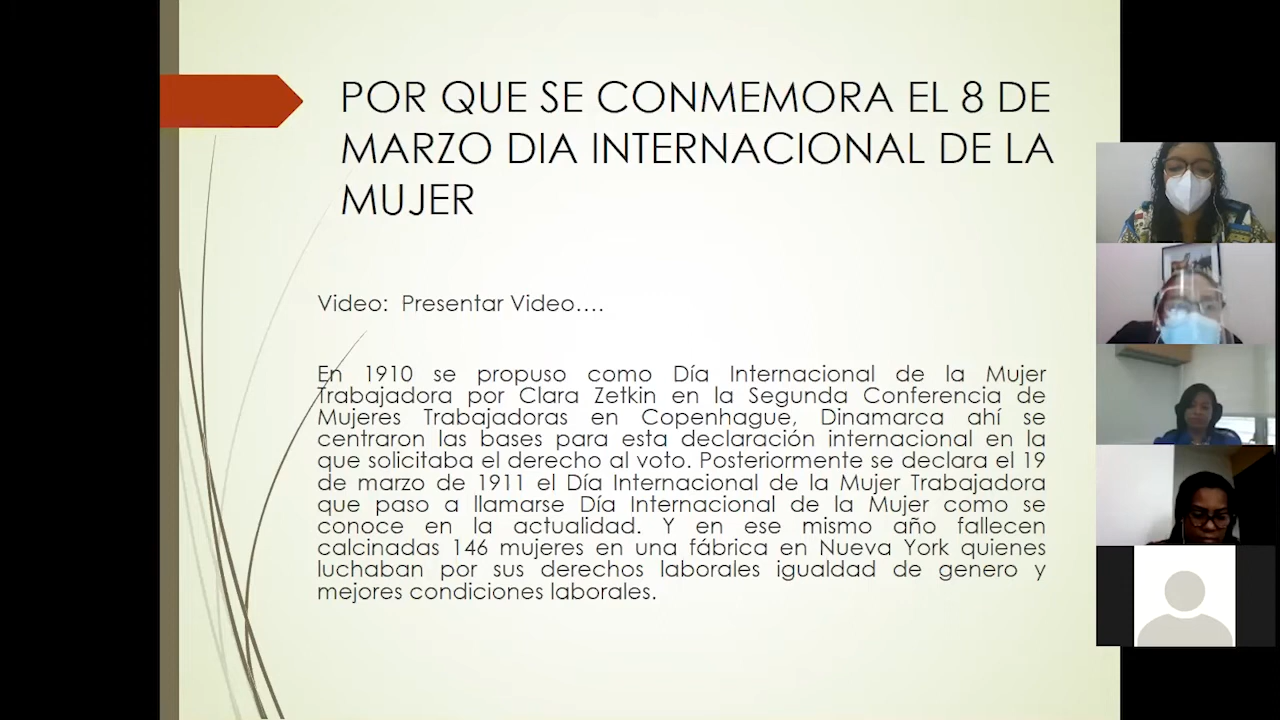 POR QUE SE CONMEMORA EL 8 DE
MARZO DIA INTERNACIONAL DE LA
MUJER
Video: Presentar Video....
En 1910 se propuso como Día Internacional de la Mujer
Trabajadora por Clara Zetkin en la Segunda Conferencia de
Mujeres Trabajadoras en Copenhague, Dinamarca ahí se
centraron las bases para esta declaración internacional en la
que solicitaba el derecho al voto. Posteriormente se declara el 19
de marzo de 1911 el Día Internacional de la Mujer Trabajadora
que paso a llamarse Día Internacional de la Mujer como se
conoce en la actualidad. Y en ese mismo año fallecen
calcinadas 146 mujeres en una fábrica en Nueva York quienes
luchaban por sus derechos laborales igualdad de genero y
mejores condiciones laborales.